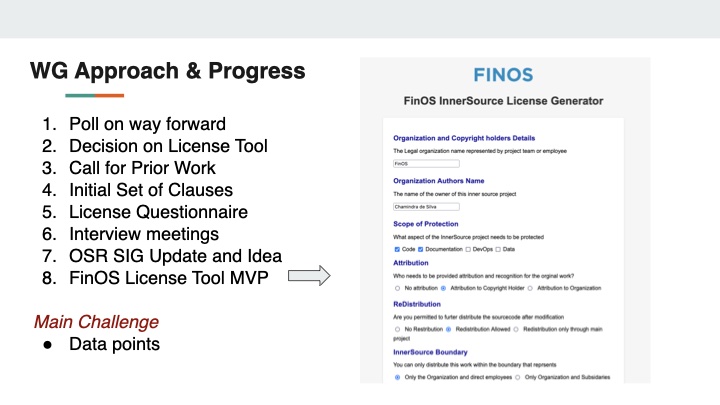 WG Approach & Progress
1. Poll on way forward
2. Decision on License Tool
3. Call for Prior Work
4. Initial Set of Clauses
5. License Questionnaire
6. Interview meetings
7. OSR SIG Update and Idea
8. FinOS License Tool MVP
Main Challenge
● Data points
FINOS
FinOS InnerSource License Generator
Organization and Copyright holders Details
The Legal organization name represented by project team or employee
FinOS
Organization Authors Name
The name of the owner of this inner source project
Chamindra de Silva
Scope of Protection
What aspect of the InnerSource project needs to be protected
Code Documentation DevOps Data
Attribution
Who needs to be provided attribution and recognition for the orginal work?
No attribution Attribution to Copyright Holder Attribution to Organization
ReDistribution
Are you permitted to furter distribute the sourcecode after modification
No Restribution Redistribution Allowed Redistribution only through main
project
InnerSource Boundary
You can only distribute this work within the boundary that reprsents
Only the Organization and direct employees Only Organization and Subsidaries